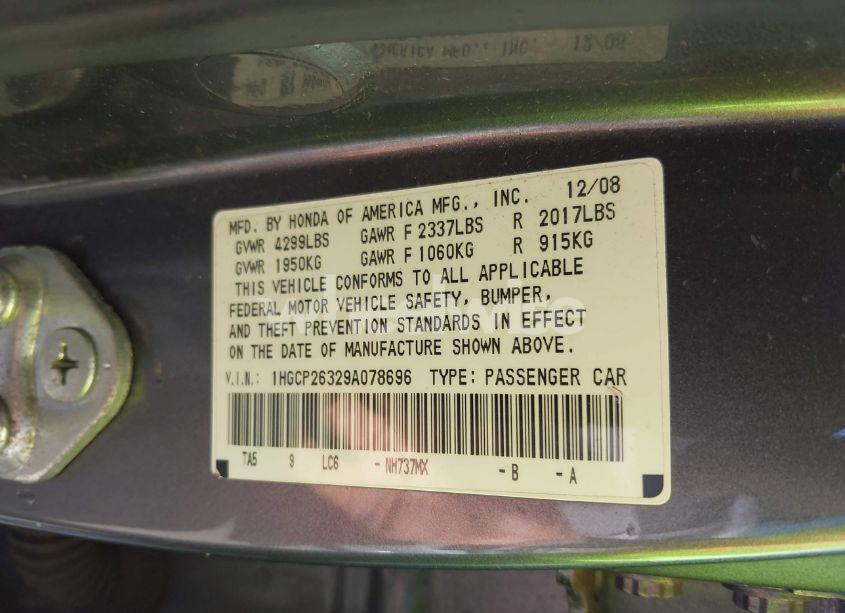 MFD. BY HONDA OF AMERICA MFG., INC. 12/08
GVWR 4299LBS GAWR F 2337LBS R 2017LBS
GVWR 1950KG GAWR F 1060KG R 915KG
THIS VEHICLE CONFORMS TO ALL APPLICABLE
FEDERAL MOTOR VEHICLE SAFETY, BUMPER,
AND THEFT PREVENTION STANDARDS IN EFFECT
ON THE DATE OF MANUFACTURE SHOWN ABOVE.
V.I.N.: 1HGCP26329A078696 TYPE: PASSENGER CAR
TA5 9 LC6 - NH737MX - B - A